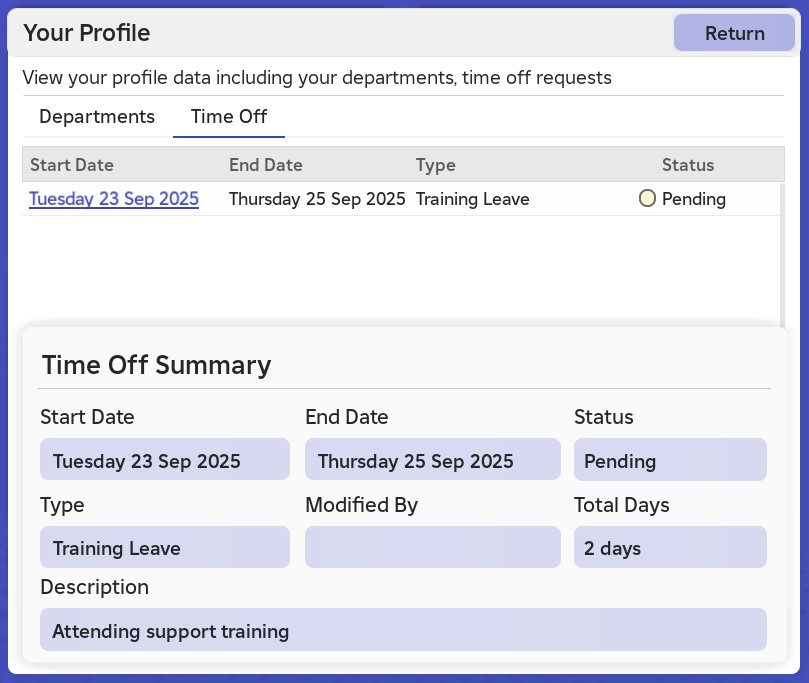 Your Profile
Return
View your profile data including your departments, time off requests
Departments Time Off
Start Date End Date Type Status
Tuesday 23 Sep 2025 Thursday 25 Sep 2025 Training Leave Pending
Time Off Summary
Start Date End Date Status
Tuesday 23 Sep 2025 Thursday 25 Sep 2025 Pending
Type Modified By Total Days
Training Leave 2 days
Description
Attending support training